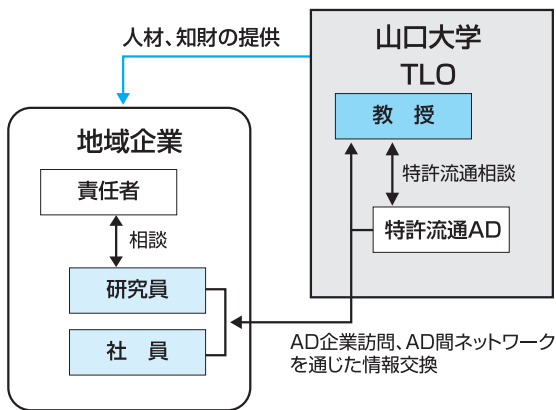 人材、知財の提供
山口大学
TLO
教 授
特許流通相談
特許流通AD
地域企業
責任者
相談
研究員
社 員
AD企業訪問、AD間ネットワーク
を通じた情報交換